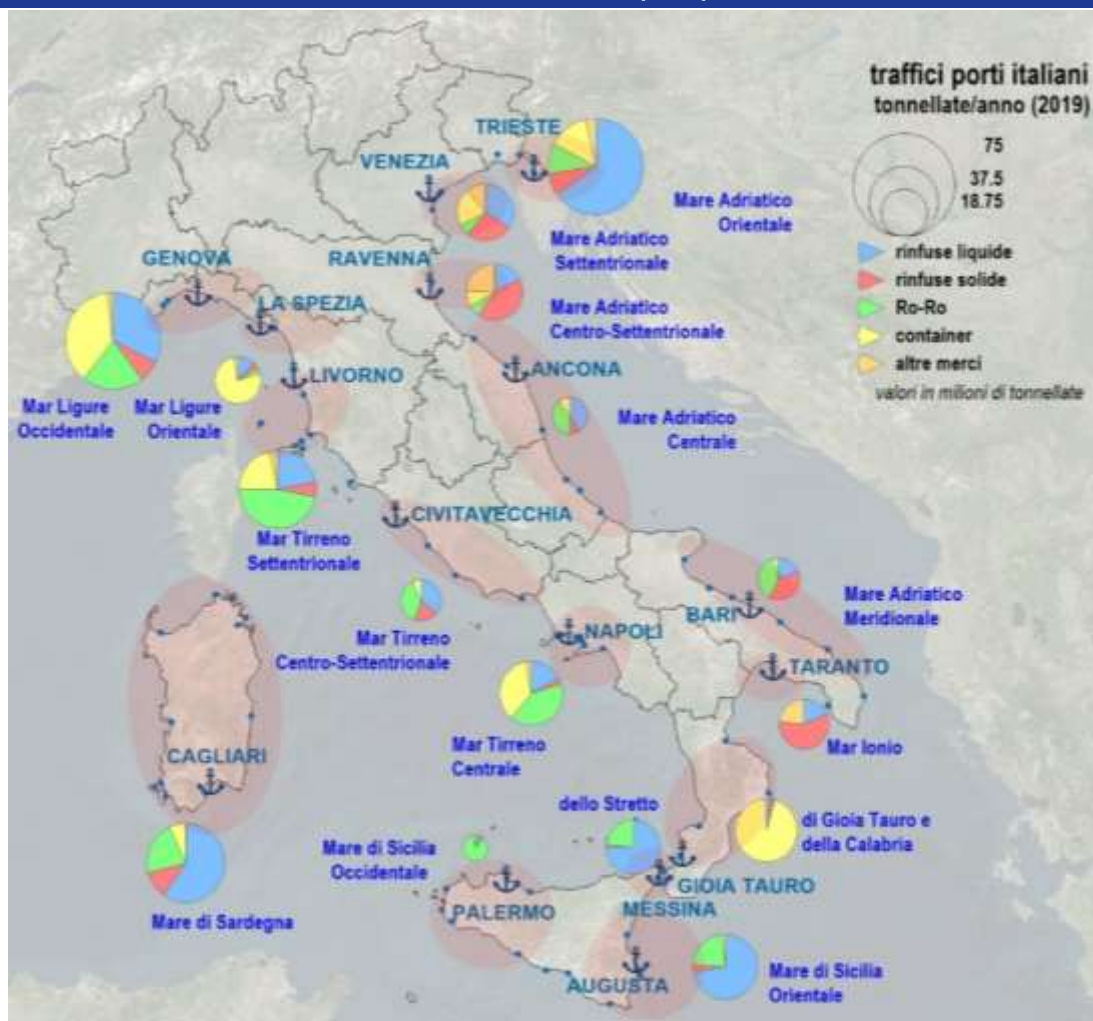 traffici porti italiani
tonnellate/anno (2019)
75
37.5
18.75
rinfuse liquide
rinfuse solide
Ro-Ro
container
altre merci
valori in milioni di tonnellate
TRIESTE
VENEZIA
Mare Adriatico
Orientale
Mare Adriatico
Settentrionale
GENOVA
RAVENNA
LA SPEZIA
Mare Adriatico
Centro-Settentrionale
LIVORNO
ANCONA
Mar Ligure
Occidentale
Mar Ligure
Orientale
Mare Adriatico
Centrale
CIVITAVECCHIA
Mar Tirreno
Settentrionale
Mare Adriatico
Meridionale
BARI
NAPOLI
Mar Tirreno
Centro-Settentrionale
TARANTO
Mar Tirreno
Centrale
Mar Ionio
CAGLIARI
dello Stretto
di Gioia Tauro e
della Calabria
Mare di Sicilia
Occidentale
GIOIA TAURO
Mare di Sardegna
PALERMO
MESSINA
AUGUSTA
Mare di Sicilia
Orientale